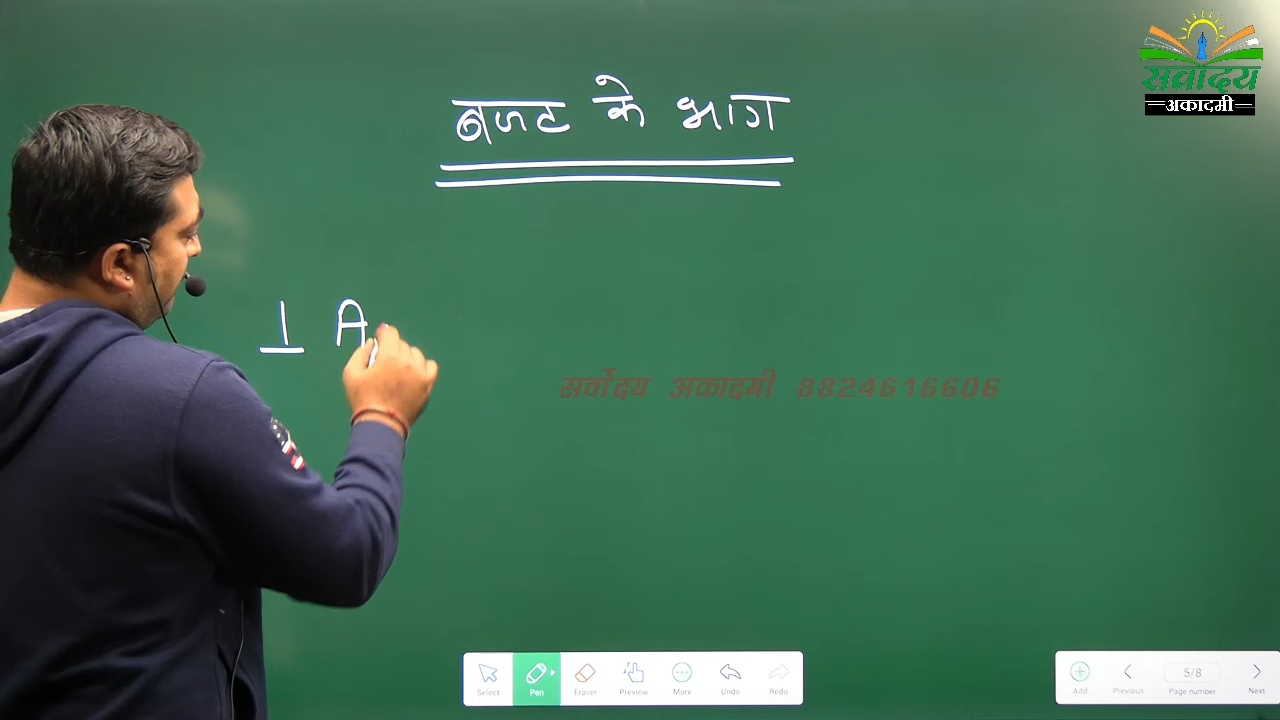 बजट के भाग
सर्वोदय
अकादमी
1 A
सर्वोदय अकादमी 8824616606
Select
Pen
Eraser
Preview
More
Undo
Redo
Add
Previous
5/8
Page number
Next